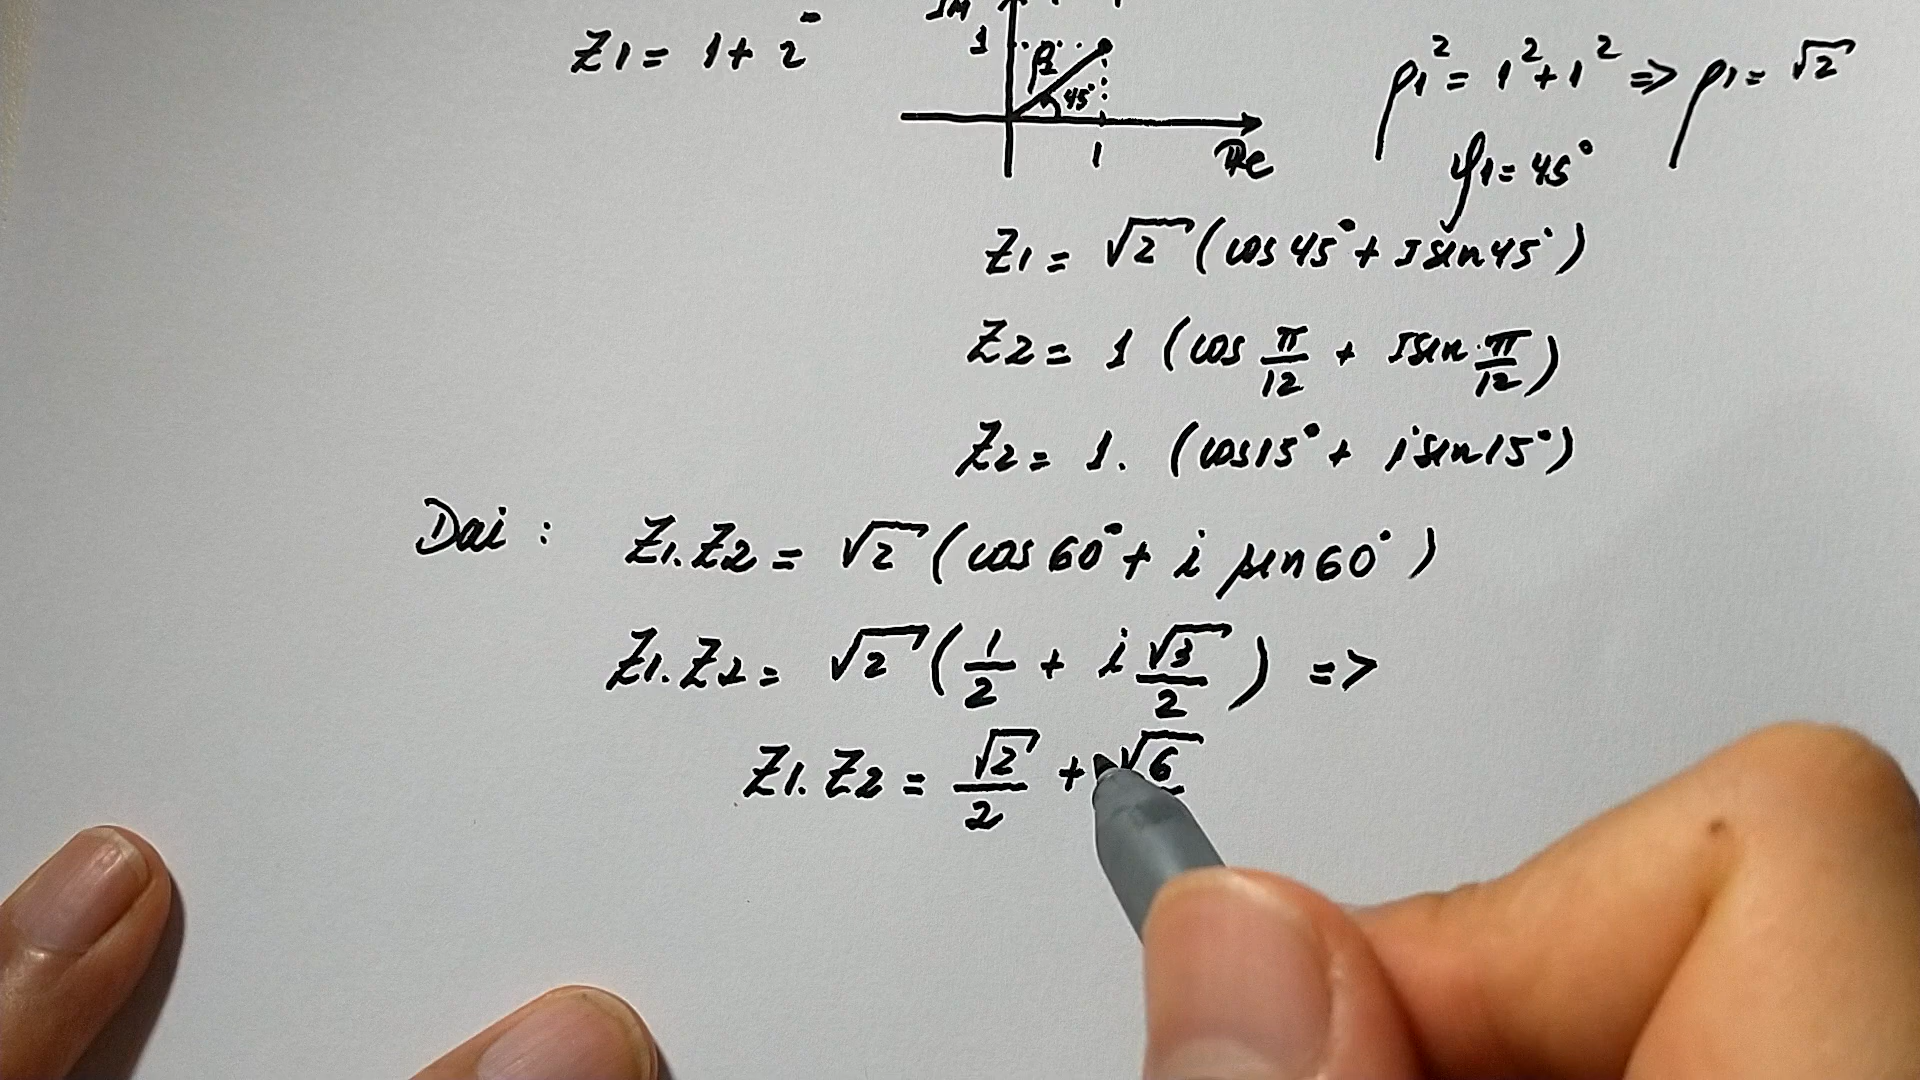 Im
Z1 = 1 + i
1
45°
1
Re
ρ1² = 1² + 1² => ρ1 = √2
φ1 = 45°
Z1 = √2 (cos 45° + i sin 45°)
Z2 = 1 (cos π/12 + i sin π/12)
Z2 = 1. (cos 15° + i sin 15°)
Dai : Z1.Z2 = √2 (cos 60° + i sin 60°)
Z1.Z2 = √2 (1/2 + i √3/2) =>
Z1.Z2 = √2/2 + √6